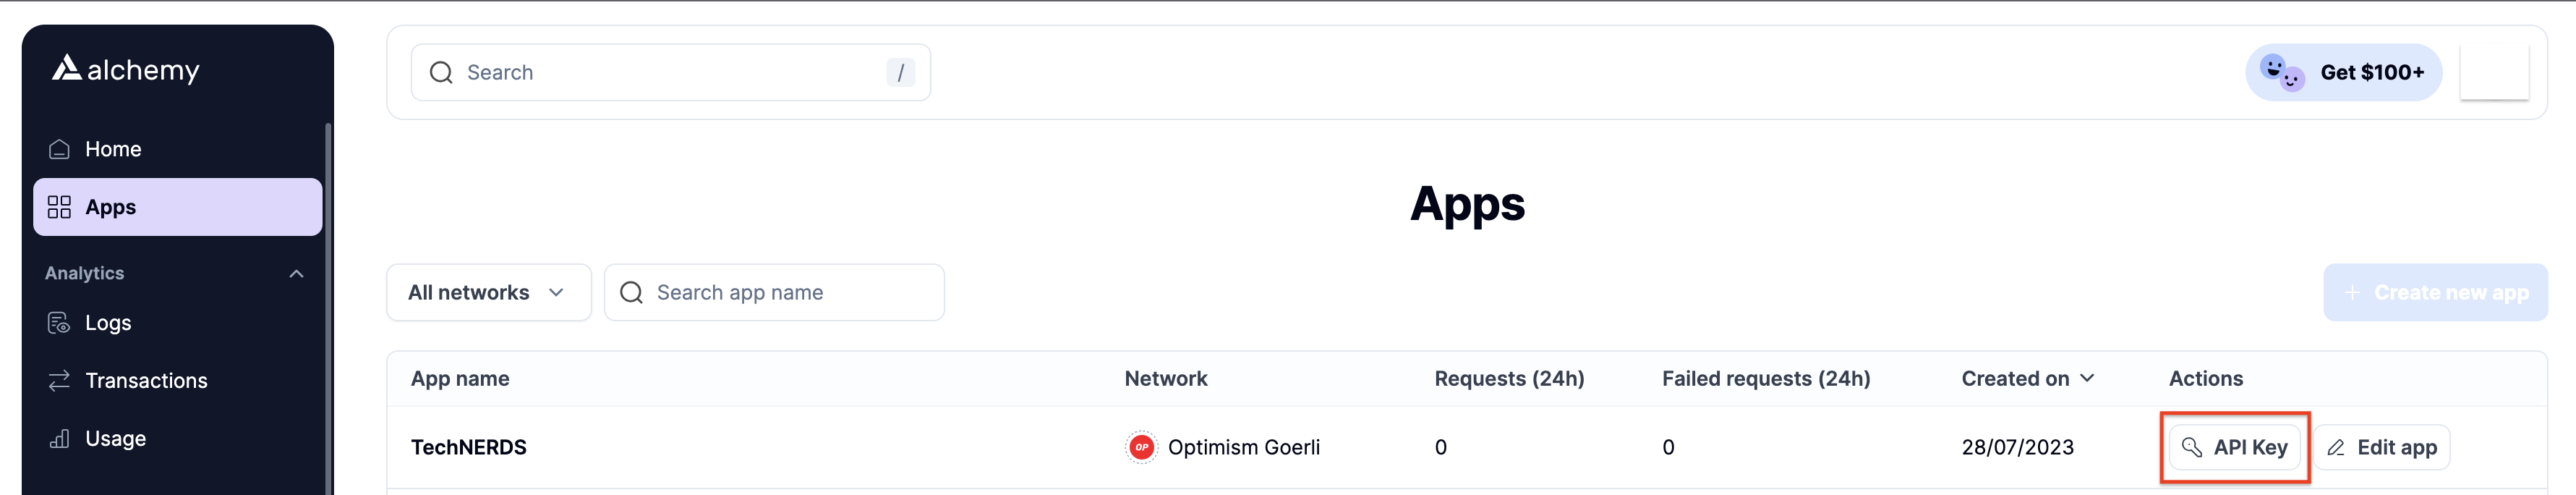 alchemy
Home
Apps
Analytics
Logs
Transactions
Usage
Search /
Get $100+
Apps
All networks
Search app name
+ Create new app
App name Network Requests (24h) Failed requests (24h) Created on Actions
TechNERDS OP Optimism Goerli 0 0 28/07/2023 API Key Edit app